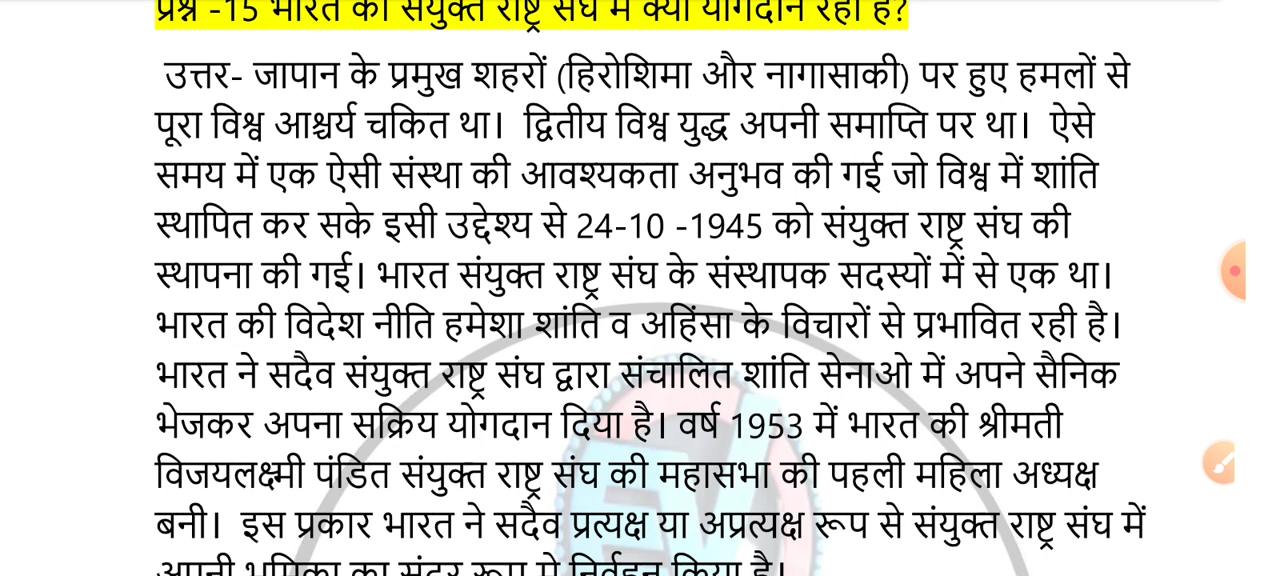 प्रश्न -15 भारत का संयुक्त राष्ट्र संघ में क्या योगदान रहा है?
उत्तर- जापान के प्रमुख शहरों (हिरोशिमा और नागासाकी) पर हुए हमलों से
पूरा विश्व आश्चर्य चकित था। द्वितीय विश्व युद्ध अपनी समाप्ति पर था। ऐसे
समय में एक ऐसी संस्था की आवश्यकता अनुभव की गई जो विश्व में शांति
स्थापित कर सके इसी उद्देश्य से 24-10 -1945 को संयुक्त राष्ट्र संघ की
स्थापना की गई। भारत संयुक्त राष्ट्र संघ के संस्थापक सदस्यों में से एक था।
भारत की विदेश नीति हमेशा शांति व अहिंसा के विचारों से प्रभावित रही है।
भारत ने सदैव संयुक्त राष्ट्र संघ द्वारा संचालित शांति सेनाओ में अपने सैनिक
भेजकर अपना सक्रिय योगदान दिया है। वर्ष 1953 में भारत की श्रीमती
विजयलक्ष्मी पंडित संयुक्त राष्ट्र संघ की महासभा की पहली महिला अध्यक्ष
बनी। इस प्रकार भारत ने सदैव प्रत्यक्ष या अप्रत्यक्ष रूप से संयुक्त राष्ट्र संघ में
अपनी भूमिका का सुंदर रूप से निर्वहन किया है।